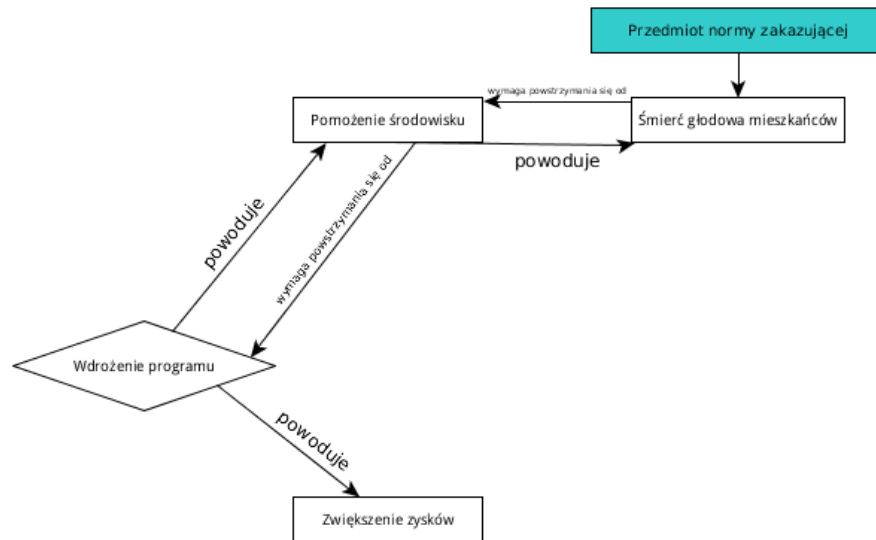 Przedmiot normy zakazującej
wymaga powstrzymania się od
Pomożenie środowisku
Śmierć głodowa mieszkańców
powoduje
powoduje
wymaga powstrzymania się od
Wdrożenie programu
powoduje
Zwiększenie zysków